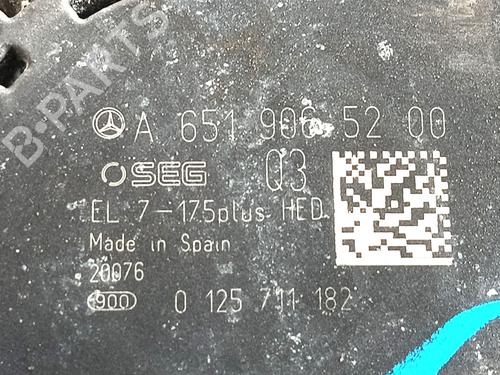 B-PARTS
A 651 906 52 00
SEG Q3
EL 7-175plus HED
Made in Spain
20076
900 0 125 711 182